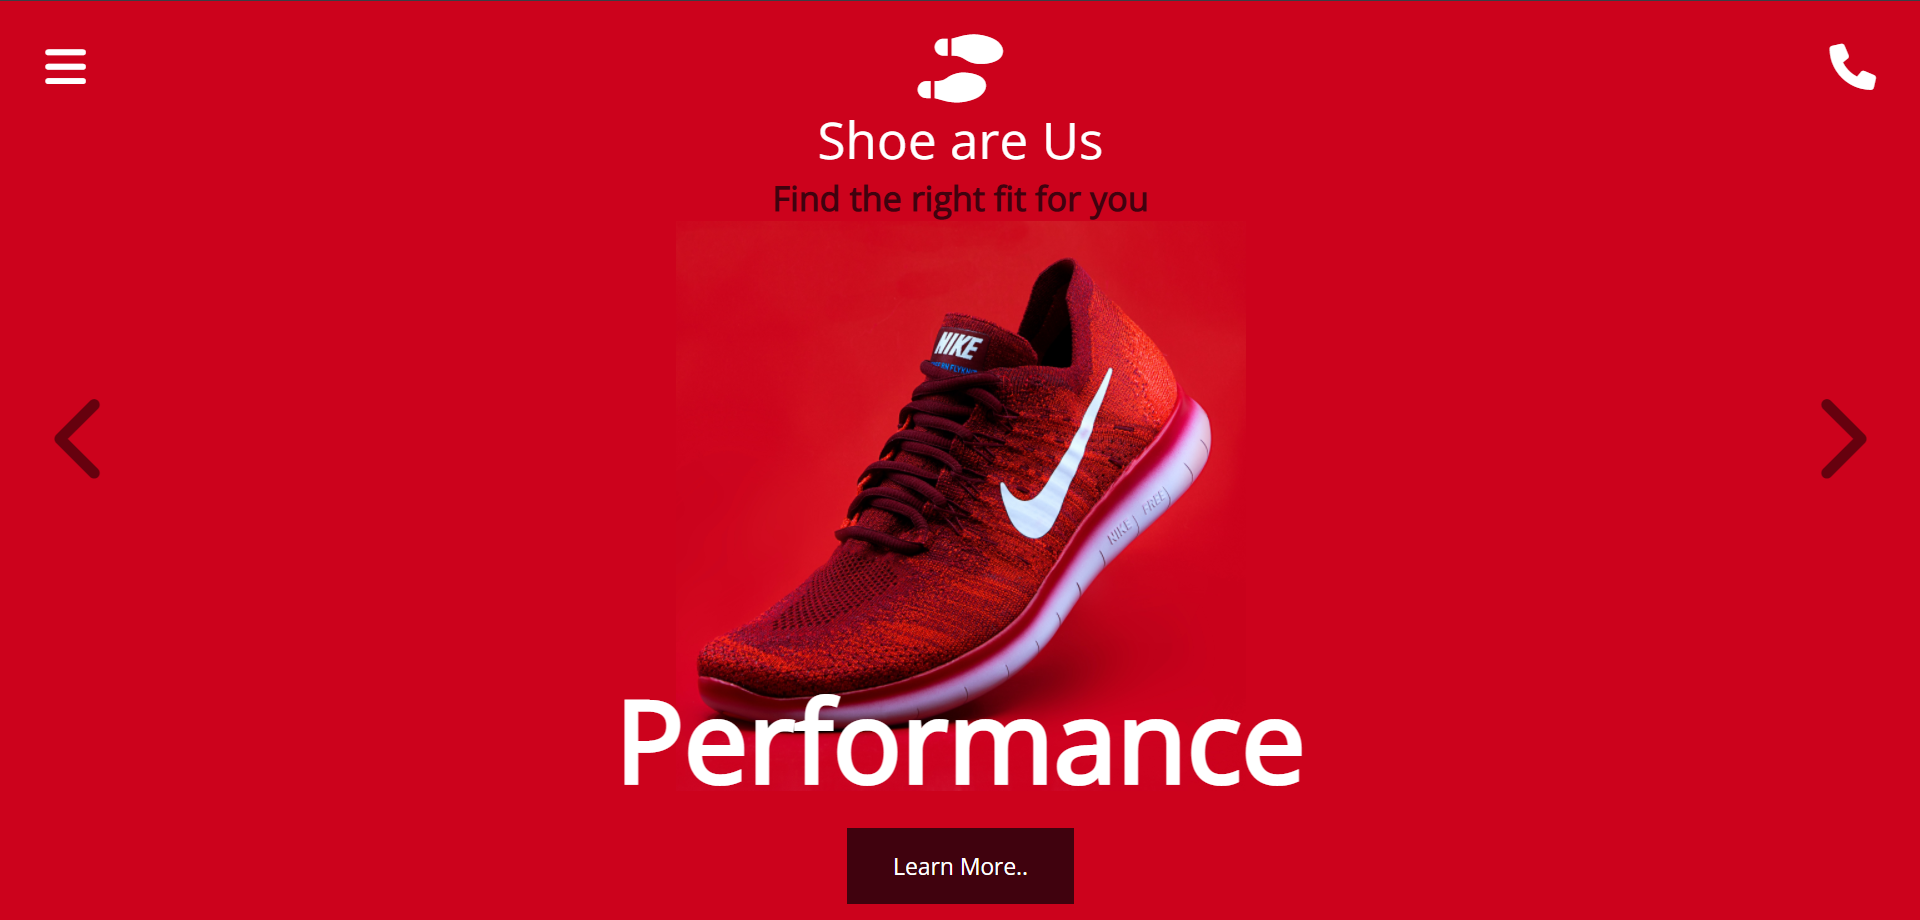 Shoe are Us
Find the right fit for you
NIKE
NIKE FREE
Performance
Learn More..